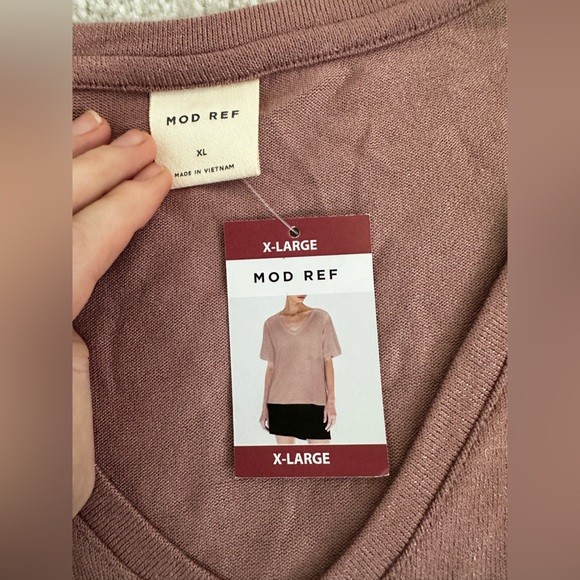 MOD REF
XL
MADE IN VIETNAM
X-LARGE
MOD REF
X-LARGE